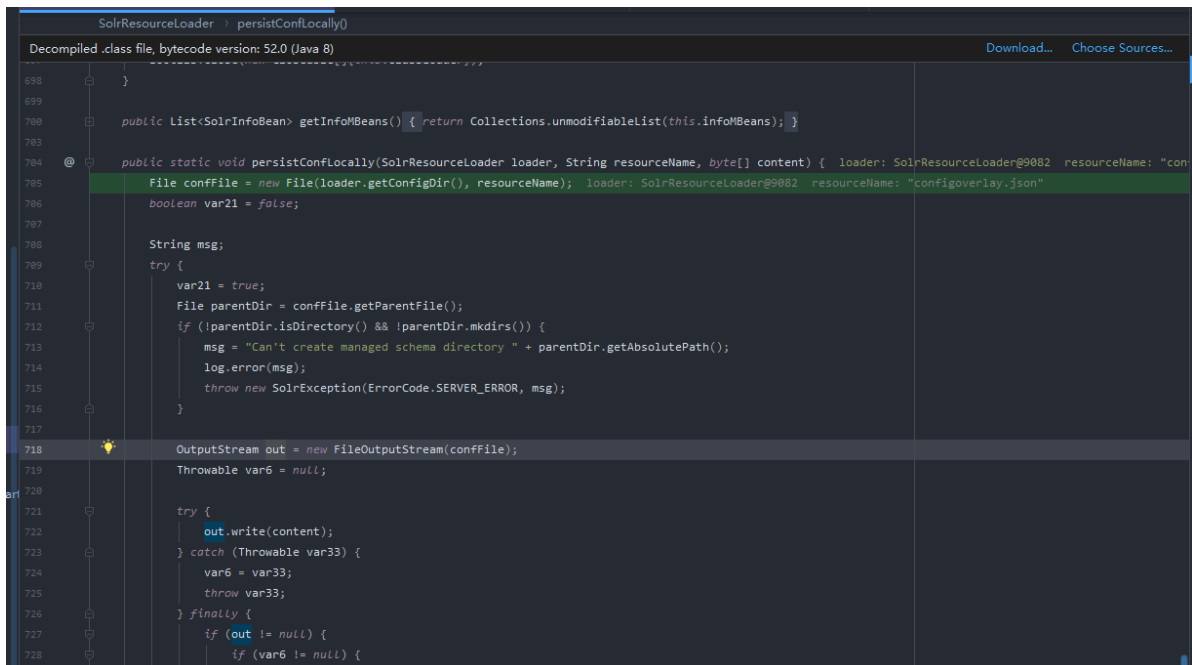 SolrResourceLoader › persistConfLocally()
Decompiled .class file, bytecode version: 52.0 (Java 8) Download... Choose Sources...
698 }
699
700 public List<SolrInfoBean> getInfoMBeans() { return Collections.unmodifiableList(this.infoMBeans); }
703
704 @ public static void persistConfLocally(SolrResourceLoader loader, String resourceName, byte[] content) { loader: SolrResourceLoader@9082 resourceName: "con
705 File confFile = new File(loader.getConfigDir(), resourceName); loader: SolrResourceLoader@9082 resourceName: "configoverlay.json"
706 boolean var21 = false;
707
708 String msg;
709 try {
710 var21 = true;
711 File parentDir = confFile.getParentFile();
712 if (!parentDir.isDirectory() && !parentDir.mkdirs()) {
713 msg = "Can't create managed schema directory " + parentDir.getAbsolutePath();
714 log.error(msg);
715 throw new SolrException(ErrorCode.SERVER_ERROR, msg);
716 }
717
718 OutputStream out = new FileOutputStream(confFile);
719 Throwable var6 = null;
art 720
721 try {
722 out.write(content);
723 } catch (Throwable var33) {
724 var6 = var33;
725 throw var33;
726 } finally {
727 if (out != null) {
728 if (var6 != null) {